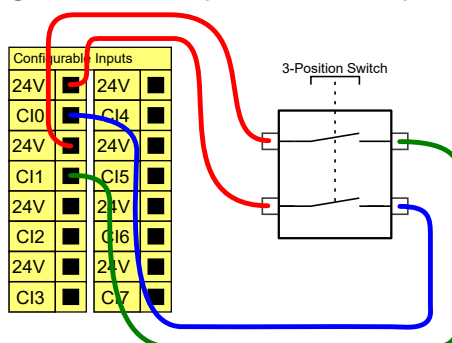 Configurable Inputs
3-Position Switch
24V 24V
CI0 CI4
24V 24V
CI1 CI5
24V 24V
CI2 CI6
24V 24V
CI3 CI7